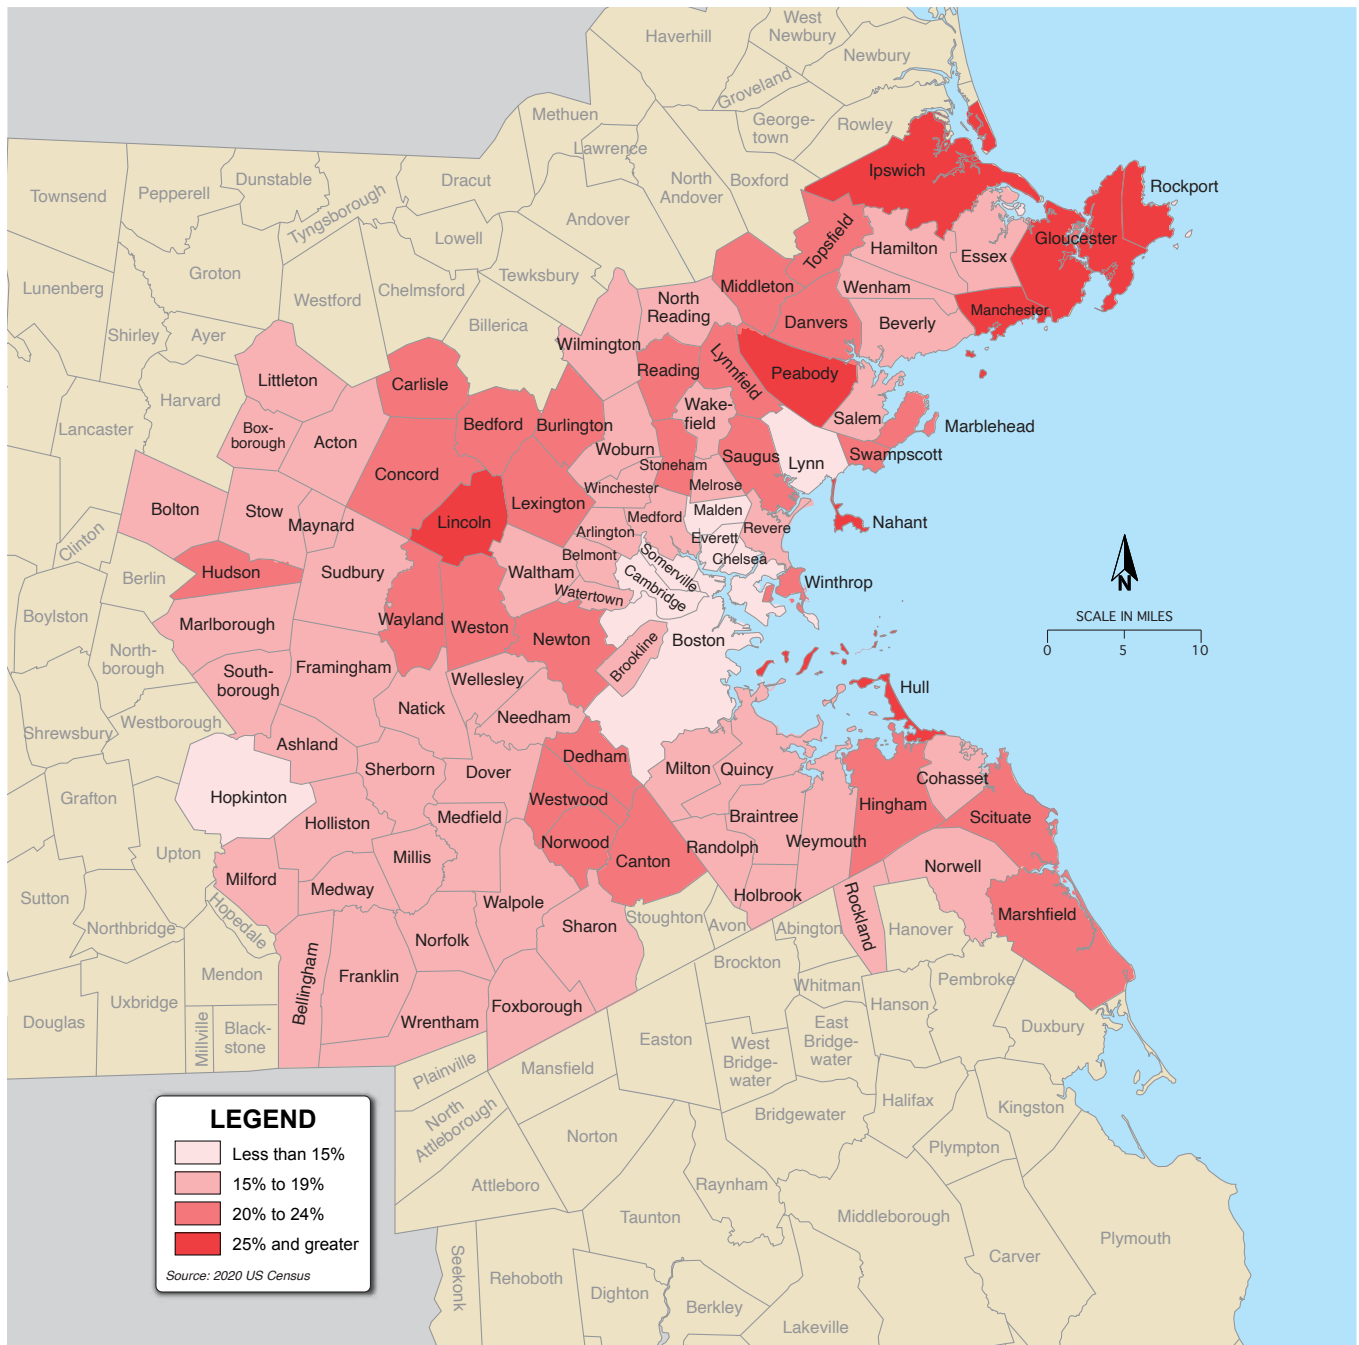 Haverhill
West
Newbury
Newbury
Groveland
Methuen
George-
town
Rowley
Lawrence
Ipswich
Townsend
Pepperell
Dunstable
Tyngsborough
Dracut
North
Andover
Boxford
Rockport
Andover
Lowell
Topsfield
Hamilton
Essex
Gloucester
Groton
Tewksbury
Lunenberg
Westford
Chelmsford
Middleton
Wenham
North
Reading
Manchester
Shirley
Ayer
Billerica
Danvers
Beverly
Wilmington
Littleton
Carlisle
Reading
Lynnfield
Peabody
Harvard
Wake-
field
Salem
Lancaster
Box-
borough
Acton
Bedford
Burlington
Marblehead
Woburn
Stoneham
Saugus
Lynn
Swampscott
Concord
Winchester
Melrose
Bolton
Stow
Maynard
Lincoln
Lexington
Medford
Malden
Nahant
Clinton
Arlington
Everett
Revere
Belmont
Somerville
Chelsea
Berlin
Hudson
Sudbury
Waltham
Watertown
Cambridge
Winthrop
N
SCALE IN MILES
0
5
10
Boylston
Marlborough
Wayland
Weston
Newton
Brookline
Boston
North-
borough
South-
borough
Framingham
Wellesley
Hull
Shrewsbury
Westborough
Natick
Needham
Ashland
Sherborn
Dover
Dedham
Milton
Quincy
Cohasset
Grafton
Hopkinton
Westwood
Hingham
Scituate
Holliston
Medfield
Braintree
Weymouth
Upton
Millis
Norwood
Canton
Randolph
Norwell
Sutton
Milford
Medway
Walpole
Holbrook
Rockland
Marshfield
Northbridge
Hopedale
Norfolk
Sharon
Stoughton
Avon
Abington
Hanover
Mendon
Bellingham
Franklin
Brockton
Whitman
Pembroke
Uxbridge
Foxborough
Hanson
Douglas
Millville
Black-
stone
Wrentham
Easton
West
Bridge-
water
East
Bridge-
water
Duxbury
Plainville
Mansfield
North
Attleborough
Norton
Bridgewater
Halifax
Kingston
Plympton
Attleboro
Raynham
Taunton
Middleborough
Carver
Plymouth
Seekonk
Rehoboth
Dighton
Berkley
Lakeville
LEGEND
Less than 15%
15% to 19%
20% to 24%
25% and greater
Source: 2020 US Census